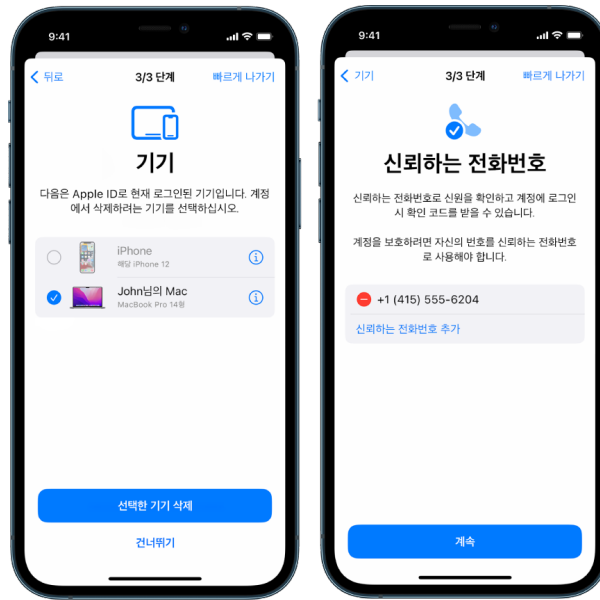 9:41
뒤로
3/3 단계
빠르게 나가기
기기
다음은 Apple ID로 현재 로그인된 기기입니다. 계정
에서 삭제하려는 기기를 선택하십시오.
iPhone
해당 iPhone 12
John님의 Mac
MacBook Pro 14형
선택한 기기 삭제
건너뛰기
9:41
기기
3/3 단계
빠르게 나가기
신뢰하는 전화번호
신뢰하는 전화번호로 신원을 확인하고 계정에 로그인
시 확인 코드를 받을 수 있습니다.
계정을 보호하려면 자신의 번호를 신뢰하는 전화번호
로 사용해야 합니다.
+1 (415) 555-6204
신뢰하는 전화번호 추가
계속